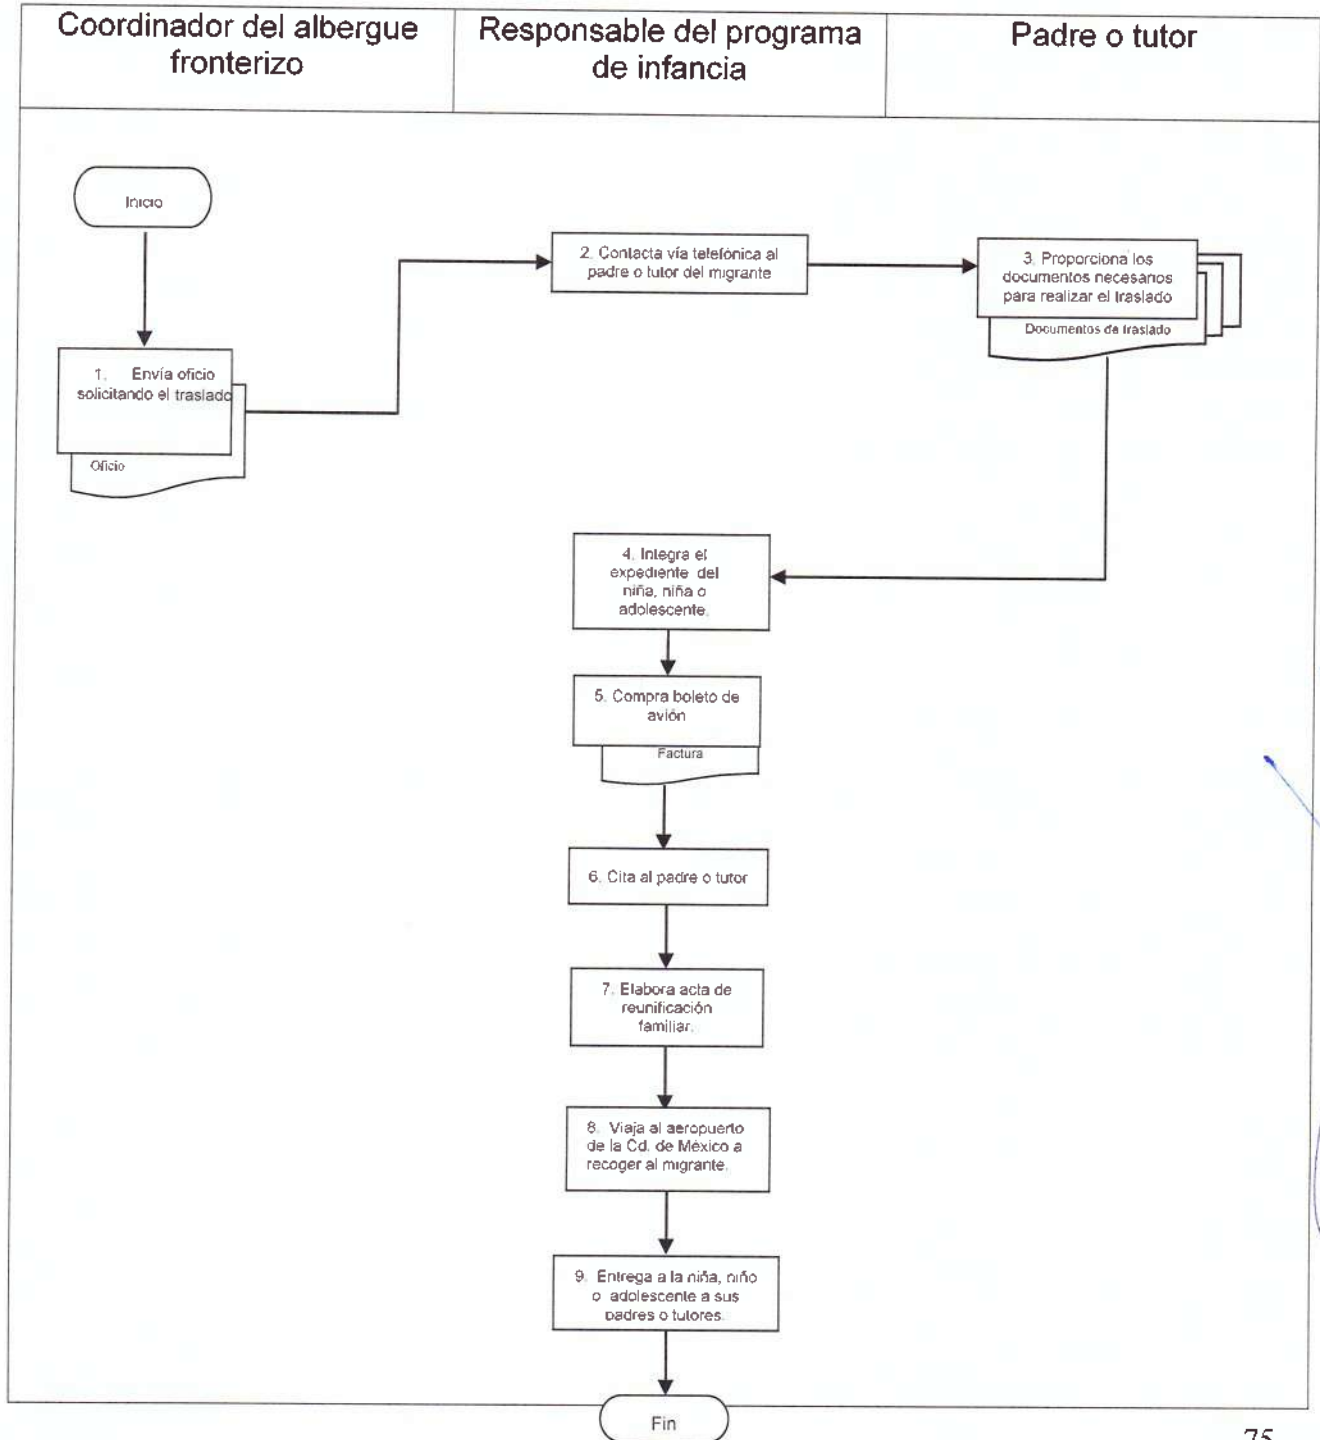 Coordinador del albergue
fronterizo
Responsable del programa
de infancia
Padre o tutor
Inicio
1. Envía oficio
solicitando el traslado
Oficio
2. Contacta vía telefónica al
padre o tutor del migrante
3. Proporciona los
documentos necesarios
para realizar el traslado
Documentos de traslado
4. Integra el
expediente del
niña, niña o
adolescente.
5. Compra boleto de
avión
Factura
6. Cita al padre o tutor
7. Elabora acta de
reunificación
familiar.
8. Viaja al aeropuerto
de la Cd. de México a
recoger al migrante.
9. Entrega a la niña, niño
o adolescente a sus
padres o tutores.
Fin
75